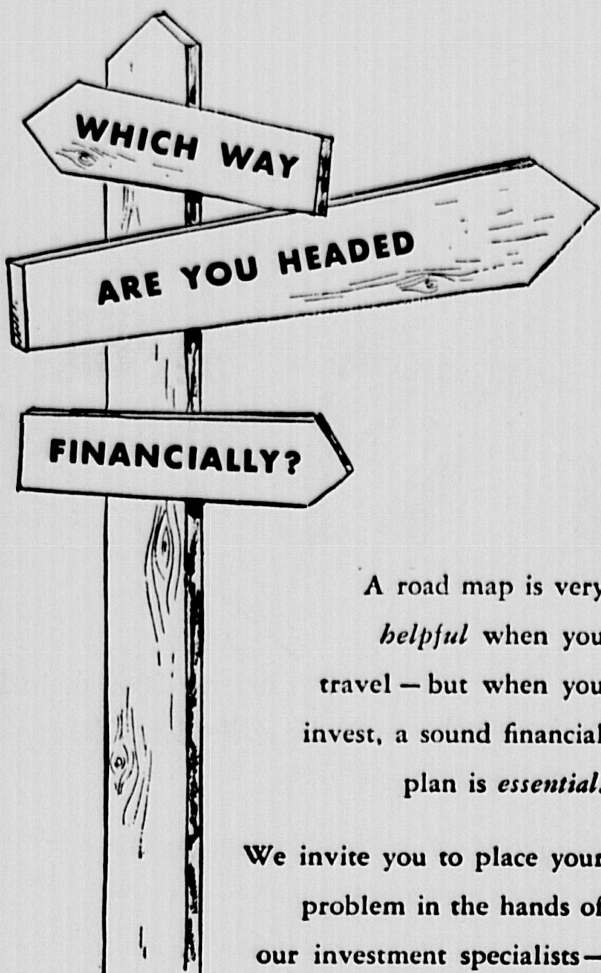 WHICH WAY
ARE YOU HEADED
FINANCIALLY?
A road map is very
helpful when you
travel — but when you
invest, a sound financial
plan is essential.
We invite you to place your
problem in the hands of
our investment specialists—